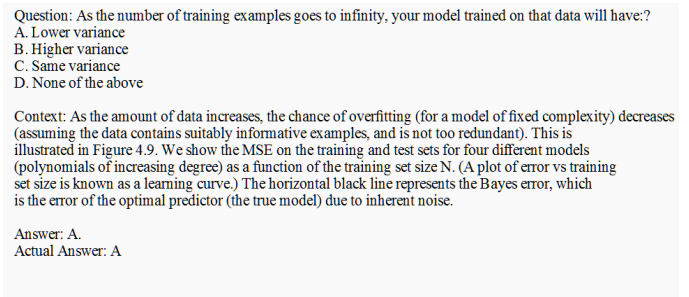 Question: As the number of training examples goes to infinity, your model trained on that data will have:?
A. Lower variance
B. Higher variance
C. Same variance
D. None of the above
Context: As the amount of data increases, the chance of overfitting (for a model of fixed complexity) decreases
(assuming the data contains suitably informative examples, and is not too redundant). This is
illustrated in Figure 4.9. We show the MSE on the training and test sets for four different models
(polynomials of increasing degree) as a function of the training set size N. (A plot of error vs training
set size is known as a learning curve.) The horizontal black line represents the Bayes error, which
is the error of the optimal predictor (the true model) due to inherent noise.
Answer: A.
Actual Answer: A